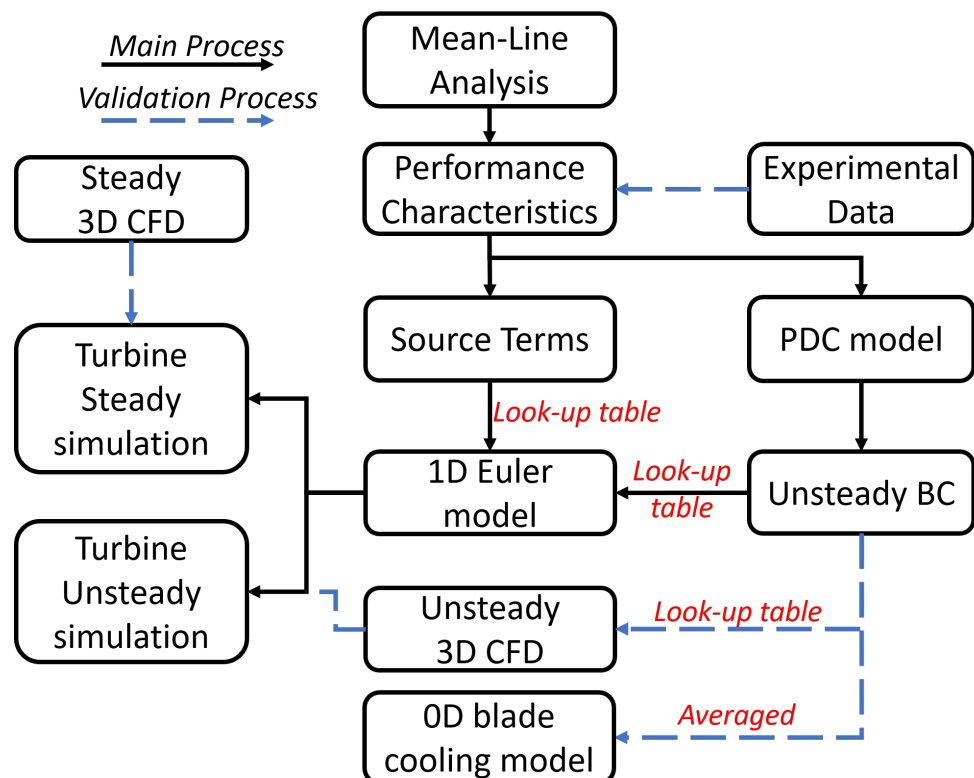 Main Process
Validation Process
Mean-Line
Analysis
Steady
3D CFD
Performance
Characteristics
Experimental
Data
Source Terms
PDC model
Look-up table
Turbine
Steady
simulation
1D Euler
model
Look-up
table
Unsteady BC
Turbine
Unsteady
simulation
Unsteady
3D CFD
Look-up table
0D blade
cooling model
Averaged